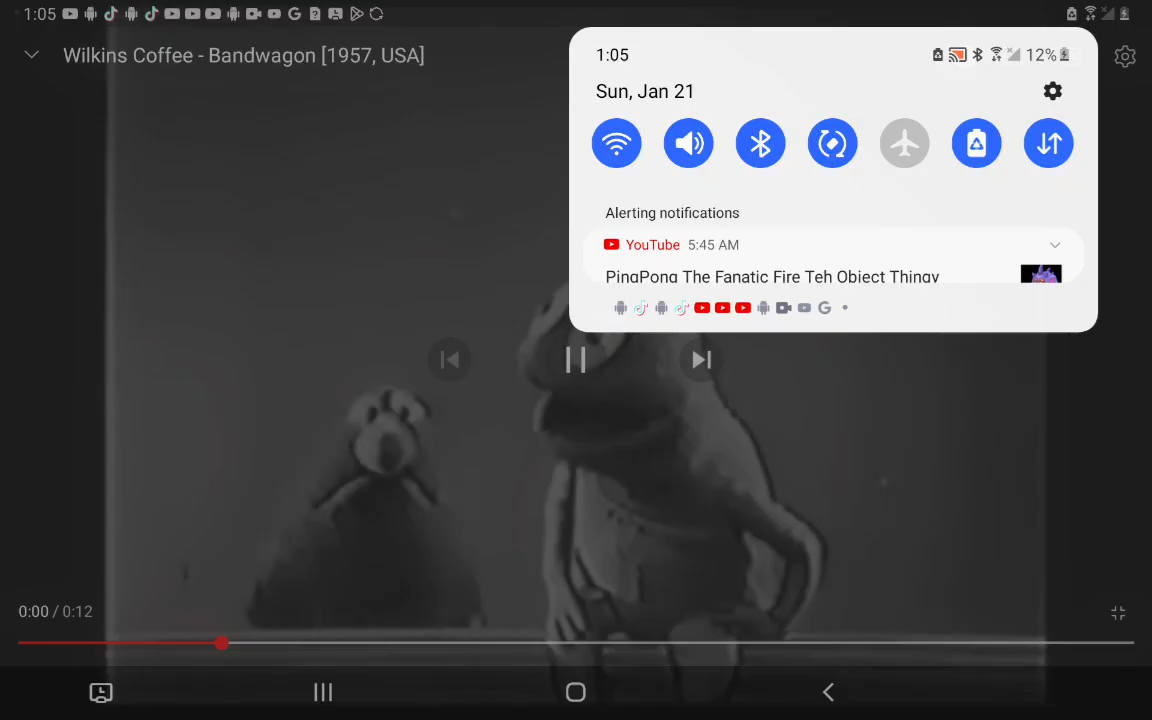 1:05
Wilkins Coffee - Bandwagon [1957, USA]
1:05
12%
Sun, Jan 21
Alerting notifications
YouTube 5:45 AM
PingPong The Fanatic Fire Teh Object Thingy
0:00 / 0:12